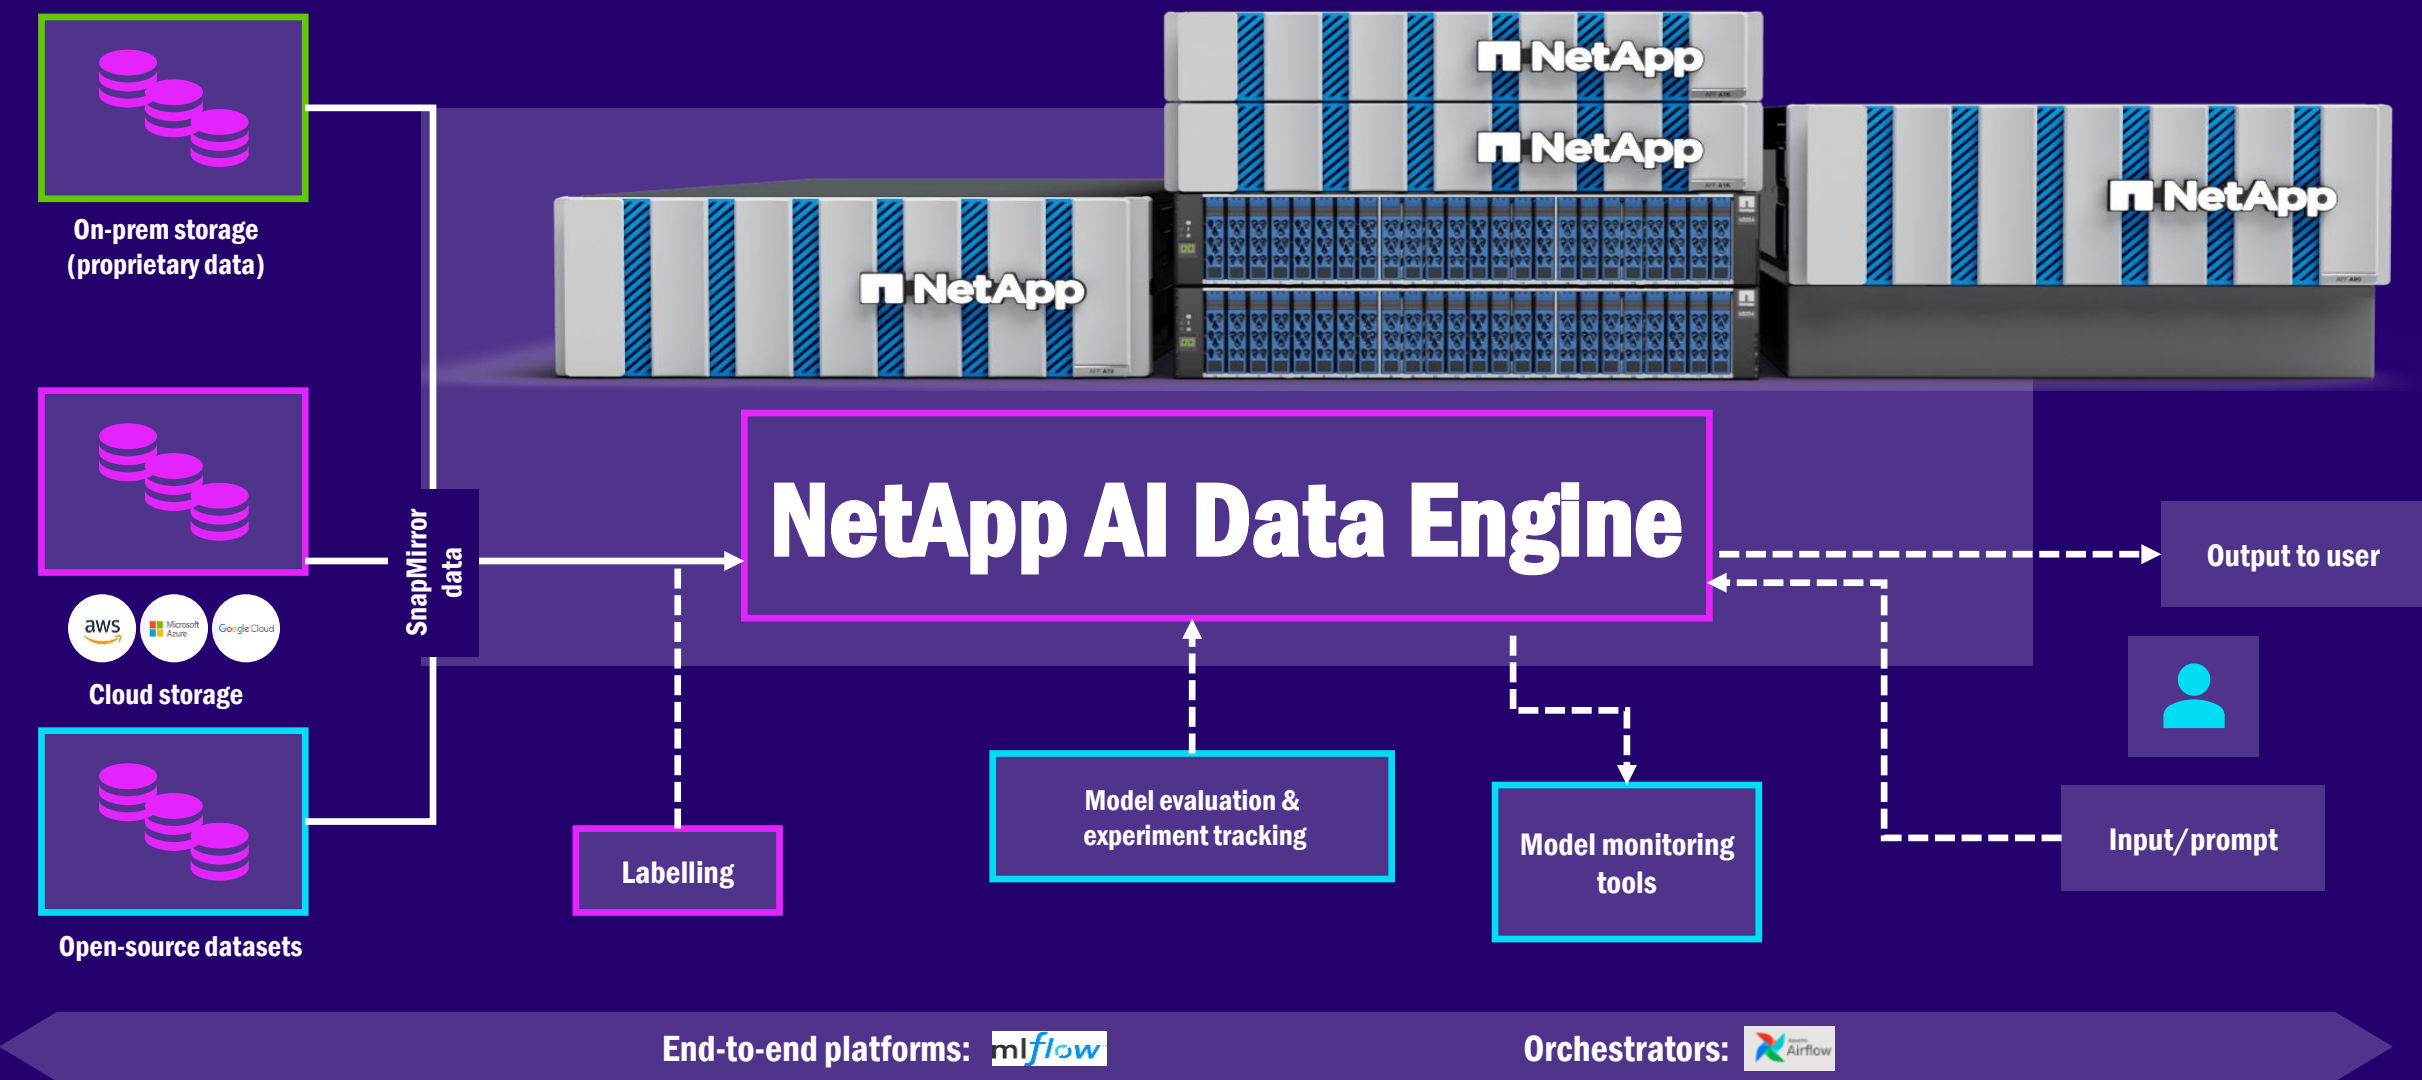 NetApp
NetApp
NetApp
NetApp
On-prem storage
(proprietary data)
SnapMirror
data
NetApp AI Data Engine
Output to user
aws
Microsoft
Azure
Google Cloud
Cloud storage
Model evaluation &
experiment tracking
Model monitoring
tools
Input/prompt
Labelling
Open-source datasets
End-to-end platforms:
mlflow
Orchestrators:
Apache
Airflow